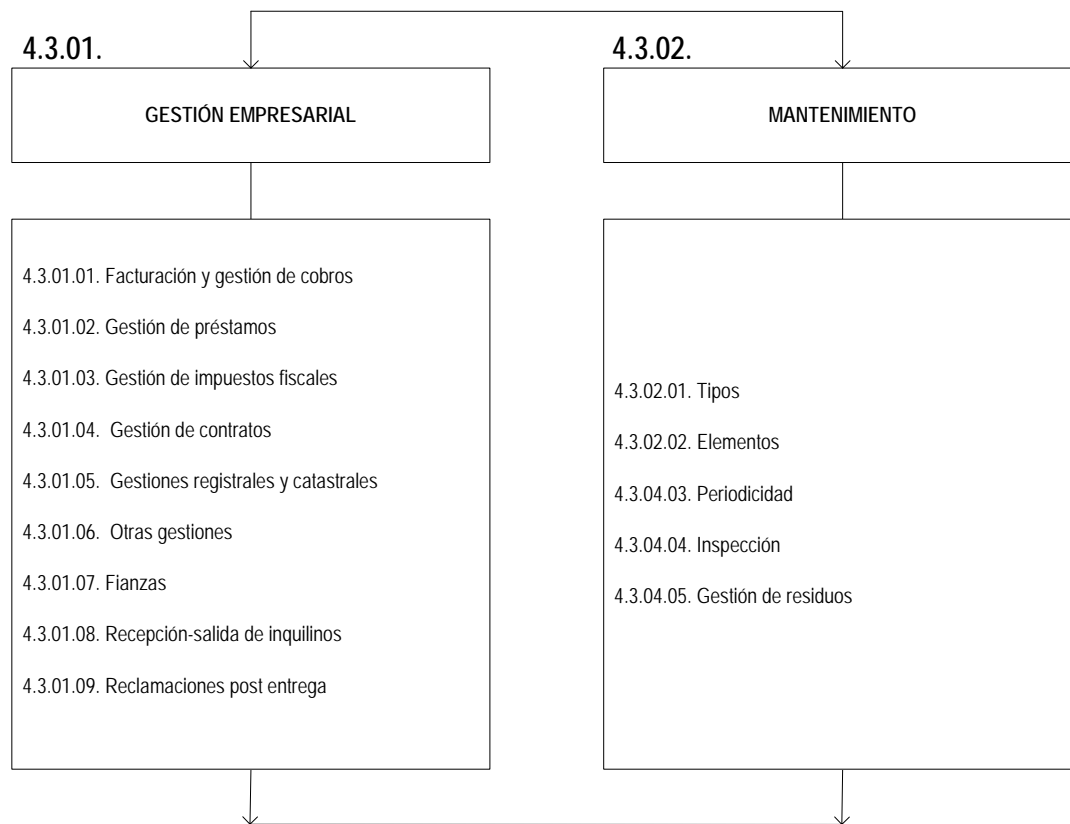 4.3.01.
GESTIÓN EMPRESARIAL
4.3.01.01. Facturación y gestión de cobros
4.3.01.02. Gestión de préstamos
4.3.01.03. Gestión de impuestos fiscales
4.3.01.04.  Gestión de contratos
4.3.01.05.  Gestiones registrales y catastrales
4.3.01.06.  Otras gestiones
4.3.01.07. Fianzas
4.3.01.08. Recepción-salida de inquilinos
4.3.01.09. Reclamaciones post entrega
4.3.02.
MANTENIMIENTO
4.3.02.01. Tipos
4.3.02.02. Elementos
4.3.04.03. Periodicidad
4.3.04.04. Inspección
4.3.04.05. Gestión de residuos